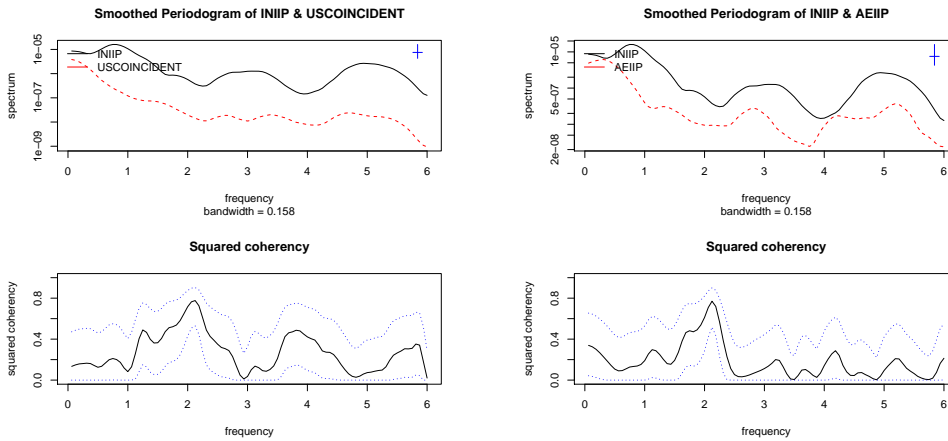 Smoothed Periodogram of INIIP & USCOINCIDENT
spectrum
1e−09 1e−07 1e−05
INIIP
USCOINCIDENT
0 1 2 3 4 5 6
frequency
bandwidth = 0.158
Smoothed Periodogram of INIIP & AEIIP
spectrum
2e−08 5e−07 1e−05
INIIP
AEIIP
0 1 2 3 4 5 6
frequency
bandwidth = 0.158
Squared coherency
squared coherency
0.0 0.4 0.8
0 1 2 3 4 5 6
frequency
Squared coherency
squared coherency
0.0 0.4 0.8
0 1 2 3 4 5 6
frequency